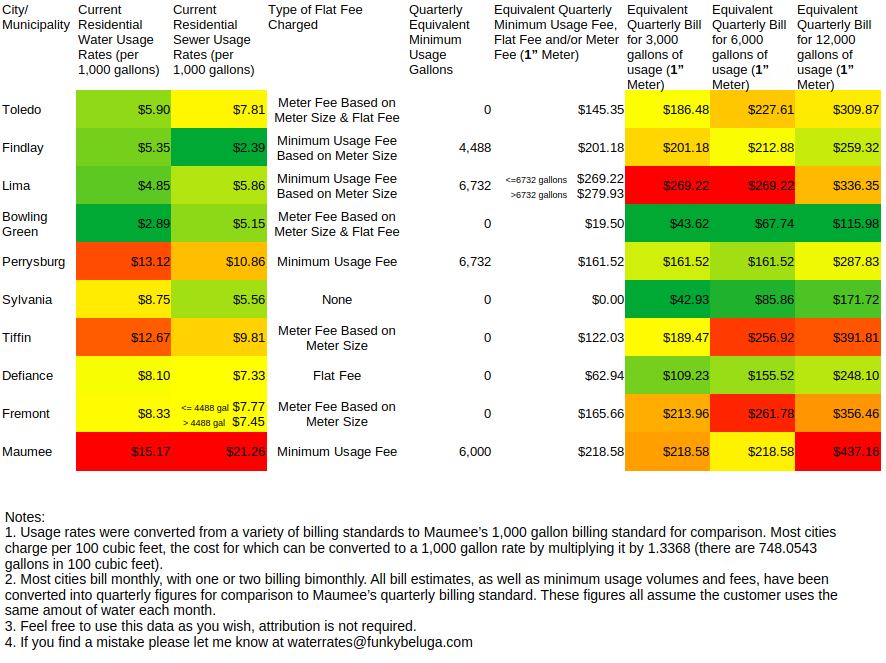 City/ Municipality
Current Residential Water Usage Rates (per 1,000 gallons)
Current Residential Sewer Usage Rates (per 1,000 gallons)
Type of Flat Fee Charged
Quarterly Equivalent Minimum Usage Gallons
Equivalent Quarterly Minimum Usage Fee, Flat Fee and/or Meter Fee (1” Meter)
Equivalent Quarterly Bill for 3,000 gallons of usage (1” Meter)
Equivalent Quarterly Bill for 6,000 gallons of usage (1” Meter)
Equivalent Quarterly Bill for 12,000 gallons of usage (1” Meter)
Toledo $5.90 $7.81 Meter Fee Based on Meter Size & Flat Fee 0 $145.35 $186.48 $227.61 $309.87
Findlay $5.35 $2.39 Minimum Usage Fee Based on Meter Size 4,488 $201.18 $201.18 $212.88 $259.32
Lima $4.85 $5.86 Minimum Usage Fee Based on Meter Size 6,732 <=6732 gallons $269.22 >6732 gallons $279.93 $269.22 $269.22 $336.35
Bowling Green $2.89 $5.15 Meter Fee Based on Meter Size & Flat Fee 0 $19.50 $43.62 $67.74 $115.98
Perrysburg $13.12 $10.86 Minimum Usage Fee 6,732 $161.52 $161.52 $161.52 $287.83
Sylvania $8.75 $5.56 None 0 $0.00 $42.93 $85.86 $171.72
Tiffin $12.67 $9.81 Meter Fee Based on Meter Size 0 $122.03 $189.47 $256.92 $391.81
Defiance $8.10 $7.33 Flat Fee 0 $62.94 $109.23 $155.52 $248.10
Fremont $8.33 <= 4488 gal $7.77 > 4488 gal $7.45 Meter Fee Based on Meter Size 0 $165.66 $213.96 $261.78 $356.46
Maumee $15.17 $21.26 Minimum Usage Fee 6,000 $218.58 $218.58 $218.58 $437.16
Notes:
1. Usage rates were converted from a variety of billing standards to Maumee’s 1,000 gallon billing standard for comparison. Most cities
charge per 100 cubic feet, the cost for which can be converted to a 1,000 gallon rate by multiplying it by 1.3368 (there are 748.0543
gallons in 100 cubic feet).
2. Most cities bill monthly, with one or two billing bimonthly. All bill estimates, as well as minimum usage volumes and fees, have been
converted into quarterly figures for comparison to Maumee’s quarterly billing standard. These figures all assume the customer uses the
same amout of water each month.
3. Feel free to use this data as you wish, attribution is not required.
4. If you find a mistake please let me know at waterrates@funkybeluga.com